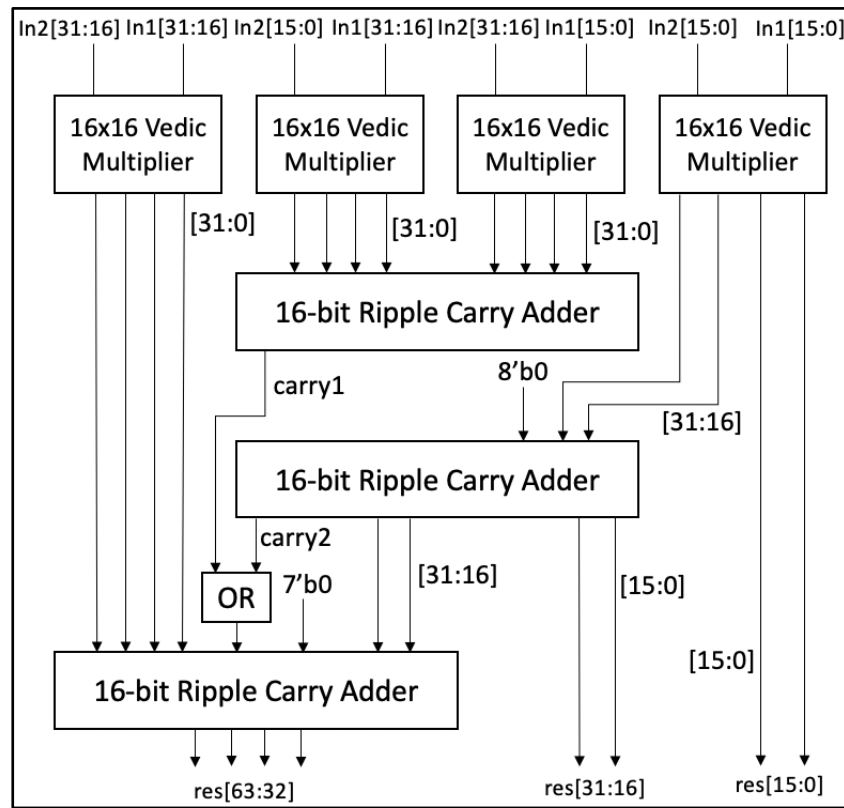 In2[31:16] In1[31:16] In2[15:0] In1[31:16] In2[31:16] In1[15:0] In2[15:0] In1[15:0]
16x16 Vedic
Multiplier
16x16 Vedic
Multiplier
16x16 Vedic
Multiplier
16x16 Vedic
Multiplier
[31:0]
[31:0]
[31:0]
16-bit Ripple Carry Adder
carry1
8'b0
[31:16]
16-bit Ripple Carry Adder
carry2
OR
7'b0
[31:16]
[15:0]
[15:0]
16-bit Ripple Carry Adder
res[63:32]
res[31:16]
res[15:0]